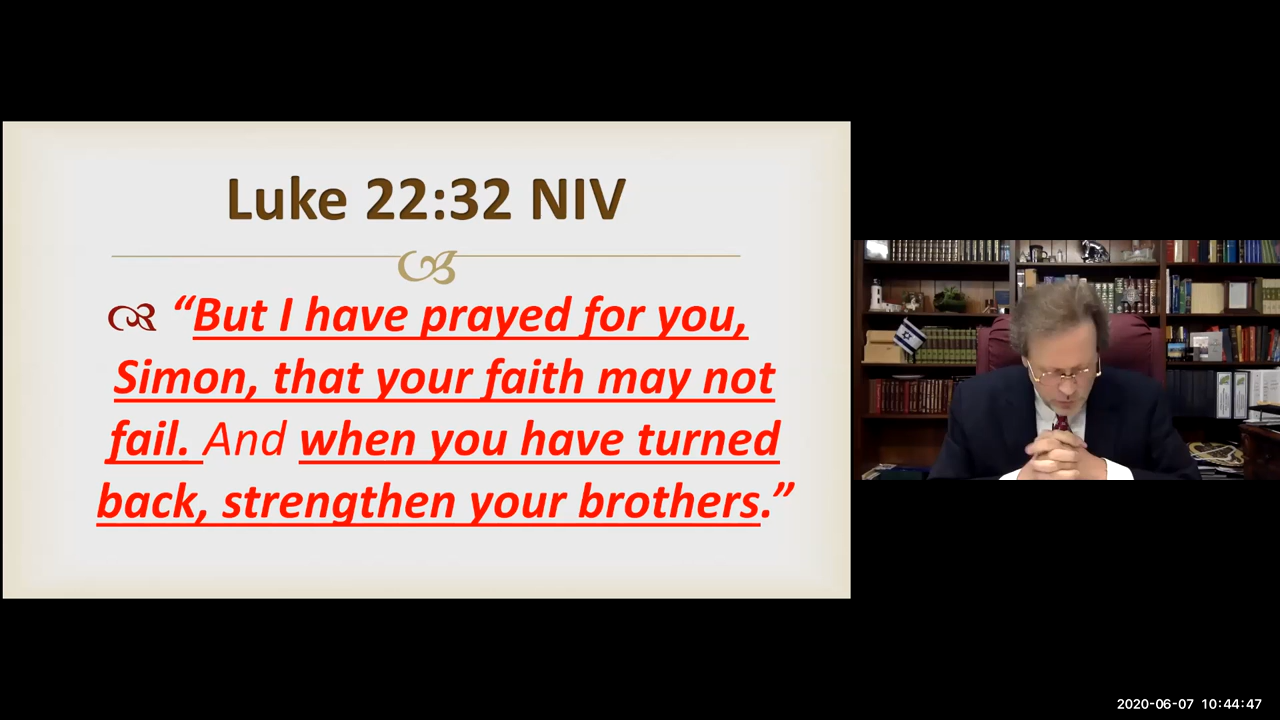 Luke 22:32 NIV
“But I have prayed for you,
Simon, that your faith may not
fail. And when you have turned
back, strengthen your brothers.”
2020-06-07 10:44:47